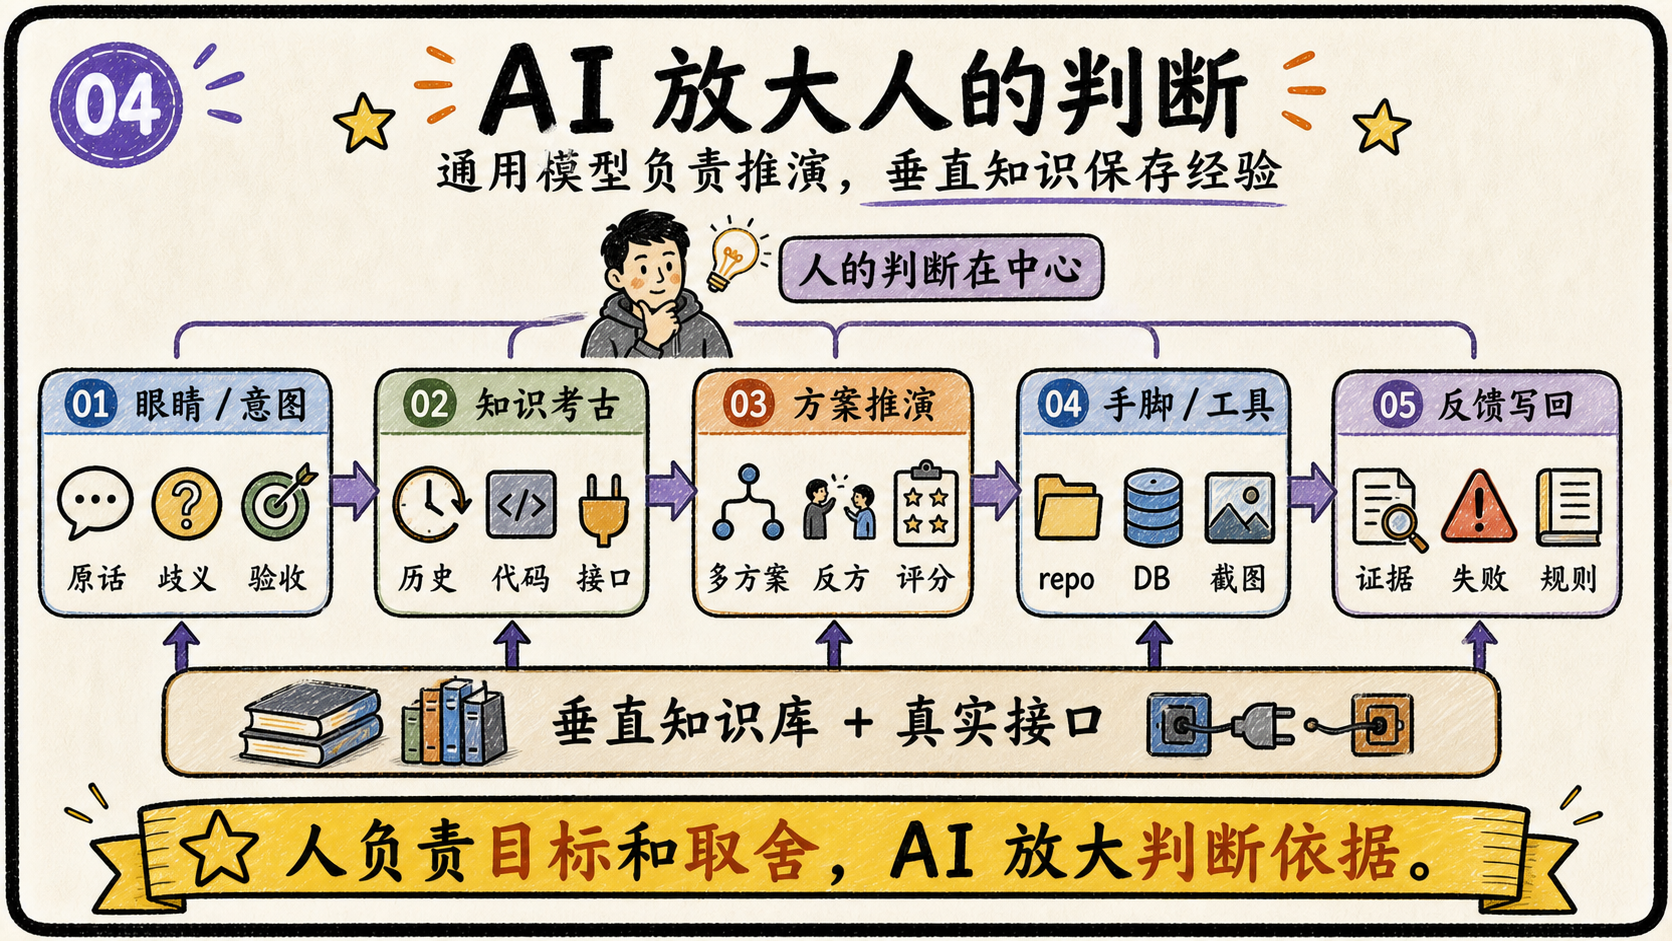 04
AI 放大人的判断
通用模型负责推演，垂直知识保存经验
人的判断在中心
01 眼睛 / 意图
原话 歧义 验收
02 知识考古
</>
历史 代码 接口
03 方案推演
多方案 反方 评分
04 手脚 / 工具
repo DB 截图
05 反馈写回
证据 失败 规则
垂直知识库 + 真实接口
人负责目标和取舍，AI 放大判断依据。